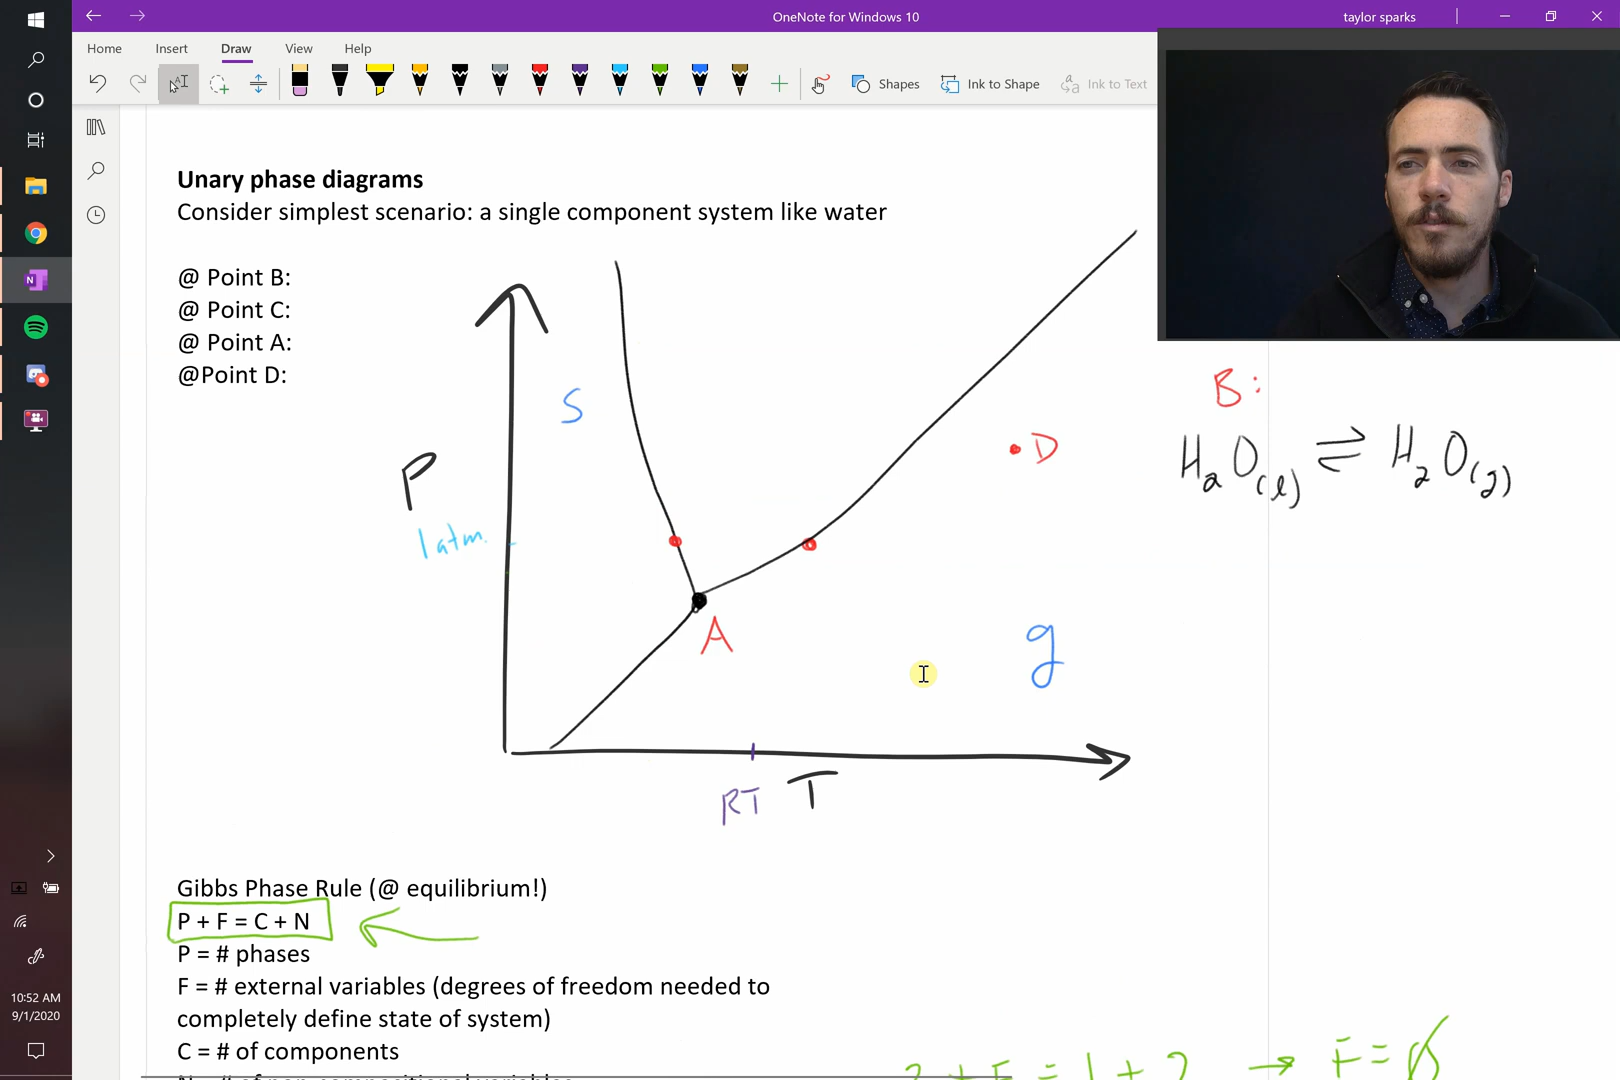 OneNote for Windows 10
taylor sparks
Home Insert Draw View Help
Shapes Ink to Shape Ink to Text
Unary phase diagrams
Consider simplest scenario: a single component system like water
@ Point B:
@ Point C:
@ Point A:
@Point D:
S
P
1 atm.
A
D
g
RT T
B:
H2O(l) ⇌ H2O(g)
Gibbs Phase Rule (@ equilibrium!)
P + F = C + N
P = # phases
F = # external variables (degrees of freedom needed to
completely define state of system)
C = # of components
10:52 AM
9/1/2020